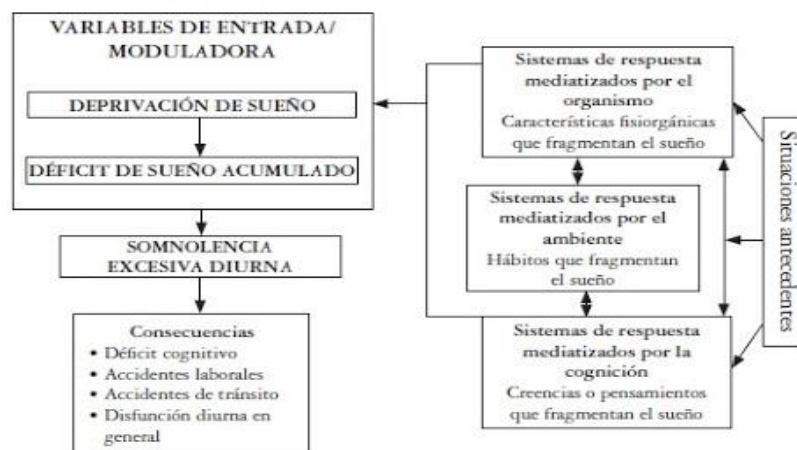 VARIABLES DE ENTRADA/
MODULADORA
DEPRIVACIÓN DE SUEÑO
DÉFICIT DE SUEÑO ACUMULADO
SOMNOLENCIA
EXCESIVA DIURNA
Consecuencias
• Déficit cognitivo
• Accidentes laborales
• Accidentes de tránsito
• Disfunción diurna en
general
Sistemas de respuesta
mediatizados por el
organismo
Características fisiorgánicas
que fragmentan el sueño
Sistemas de respuesta
mediatizados por el
ambiente
Hábitos que fragmentan
el sueño
Sistemas de respuesta
mediatizados por la
cognición
Creencias o pensamientos
que fragmentan el sueño
Situaciones antecedentes